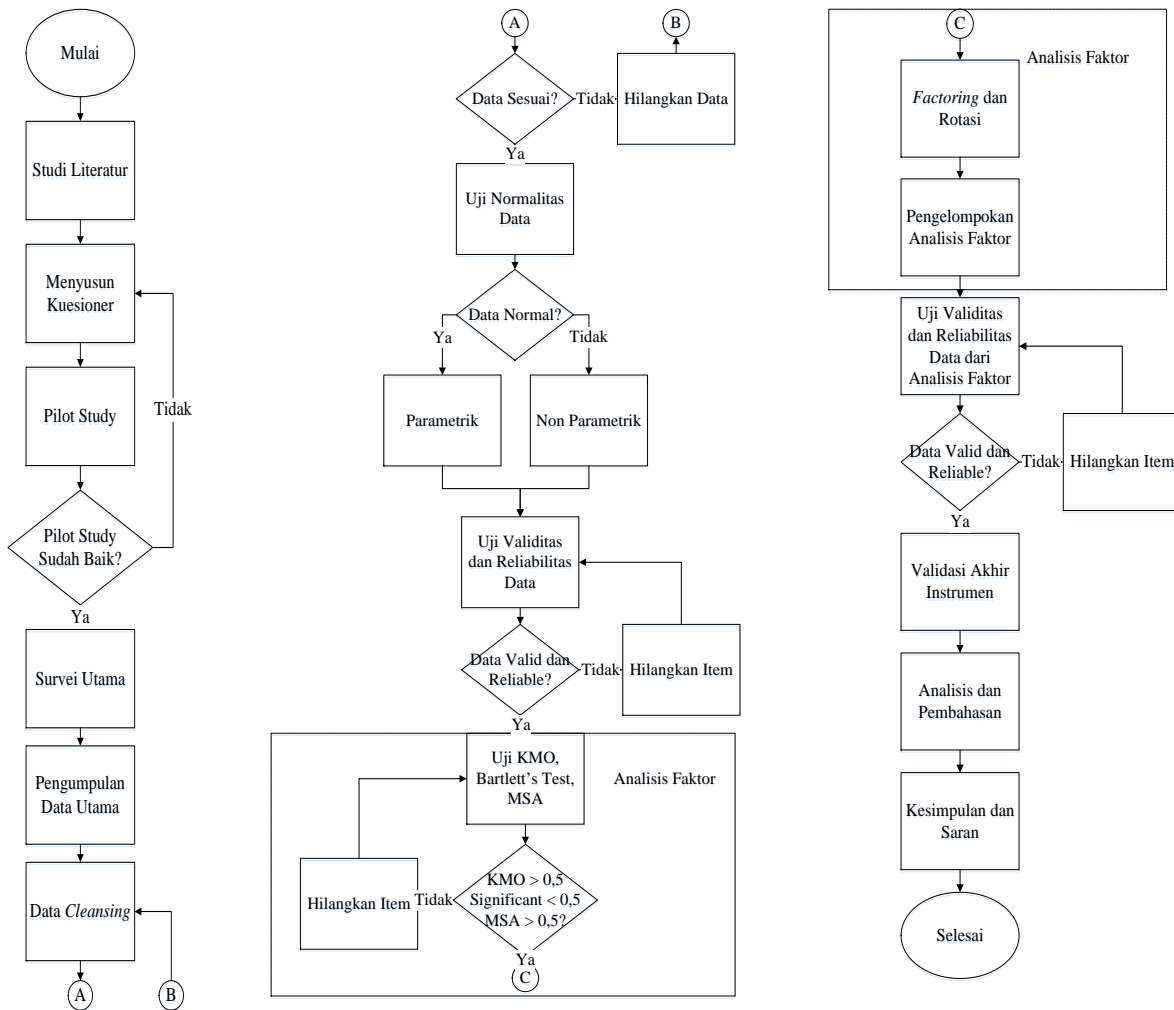 Mulai
Studi Literatur
Menyusun
Kuesioner
Pilot Study
Tidak
Pilot Study
Sudah Baik?
Ya
Survei Utama
Pengumpulan
Data Utama
Data Cleansing
A
B
A
B
Data Sesuai?
Tidak
Hilangkan Data
Ya
Uji Normalitas
Data
Data Normal?
Ya
Tidak
Parametrik
Non Parametrik
Uji Validitas
dan Reliabilitas
Data
Data Valid dan
Reliable?
Tidak
Hilangkan Item
Ya
Uji KMO,
Bartlett’s Test,
MSA
Analisis Faktor
KMO > 0,5
Significant < 0,5
MSA > 0,5?
Tidak
Hilangkan Item
Ya
C
C
Analisis Faktor
Factoring dan
Rotasi
Pengelompokan
Analisis Faktor
Uji Validitas
dan Reliabilitas
Data dari
Analisis Faktor
Data Valid dan
Reliable?
Tidak
Hilangkan Item
Ya
Validasi Akhir
Instrumen
Analisis dan
Pembahasan
Kesimpulan dan
Saran
Selesai